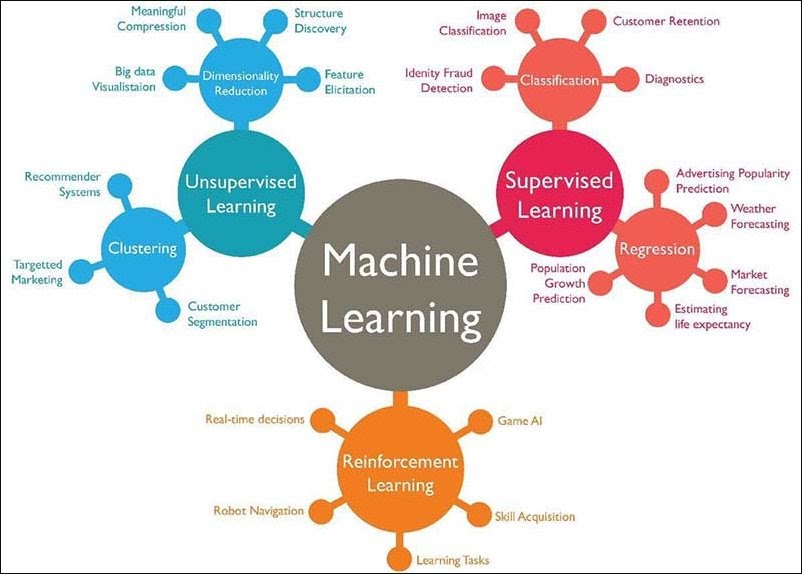 Meaningful
Compression
Structure
Discovery
Big data
Visualistaion
Dimensionality
Reduction
Feature
Elicitation
Recommender
Systems
Unsupervised
Learning
Clustering
Targetted
Marketing
Customer
Segmentation
Image
Classification
Customer Retention
Idenity Fraud
Detection
Classification
Diagnostics
Supervised
Learning
Advertising Popularity
Prediction
Weather
Forecasting
Regression
Population
Growth
Prediction
Market
Forecasting
Estimating
life expectancy
Machine
Learning
Real-time decisions
Game AI
Reinforcement
Learning
Robot Navigation
Skill Acquisition
Learning Tasks